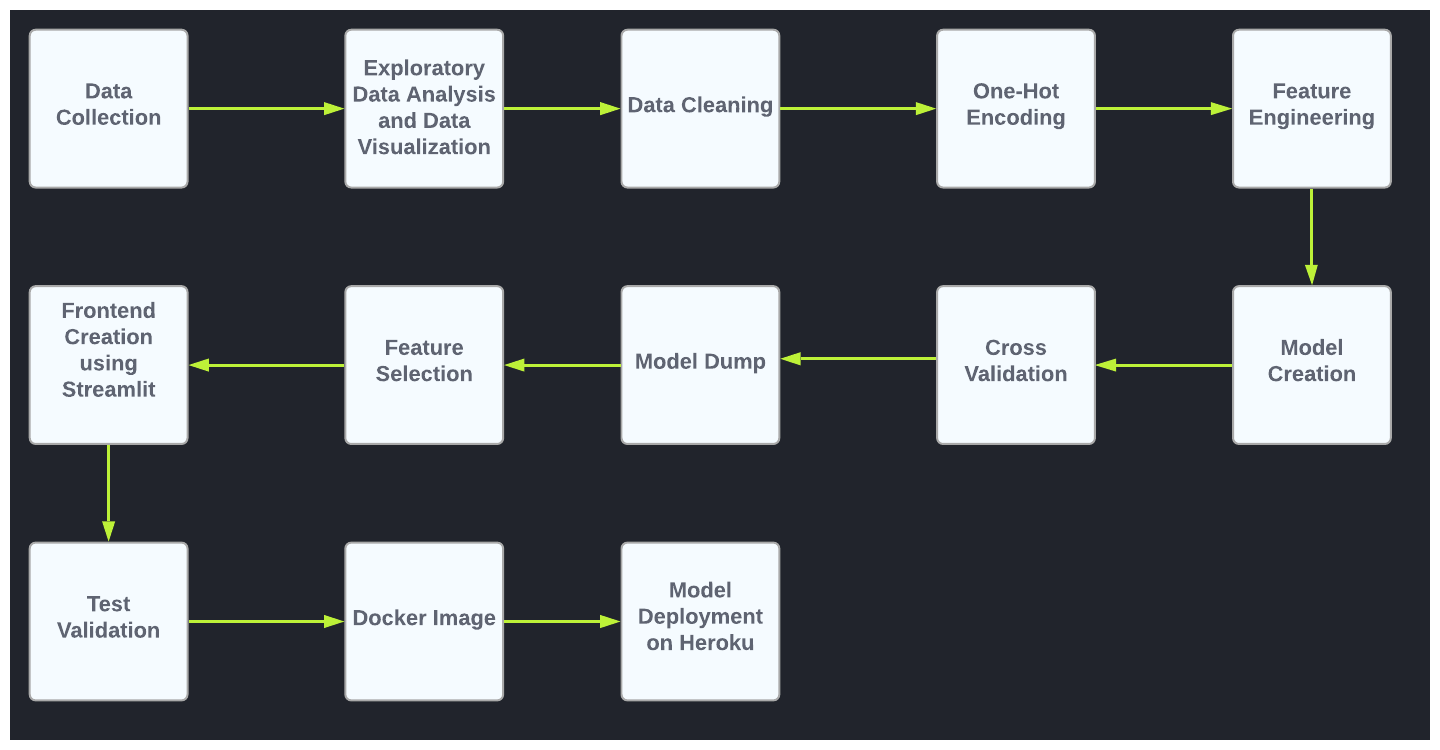 Data
Collection
Exploratory
Data Analysis
and Data
Visualization
Data Cleaning
One-Hot
Encoding
Feature
Engineering
Frontend
Creation
using
Streamlit
Feature
Selection
Model Dump
Cross
Validation
Model
Creation
Test
Validation
Docker Image
Model
Deployment
on Heroku